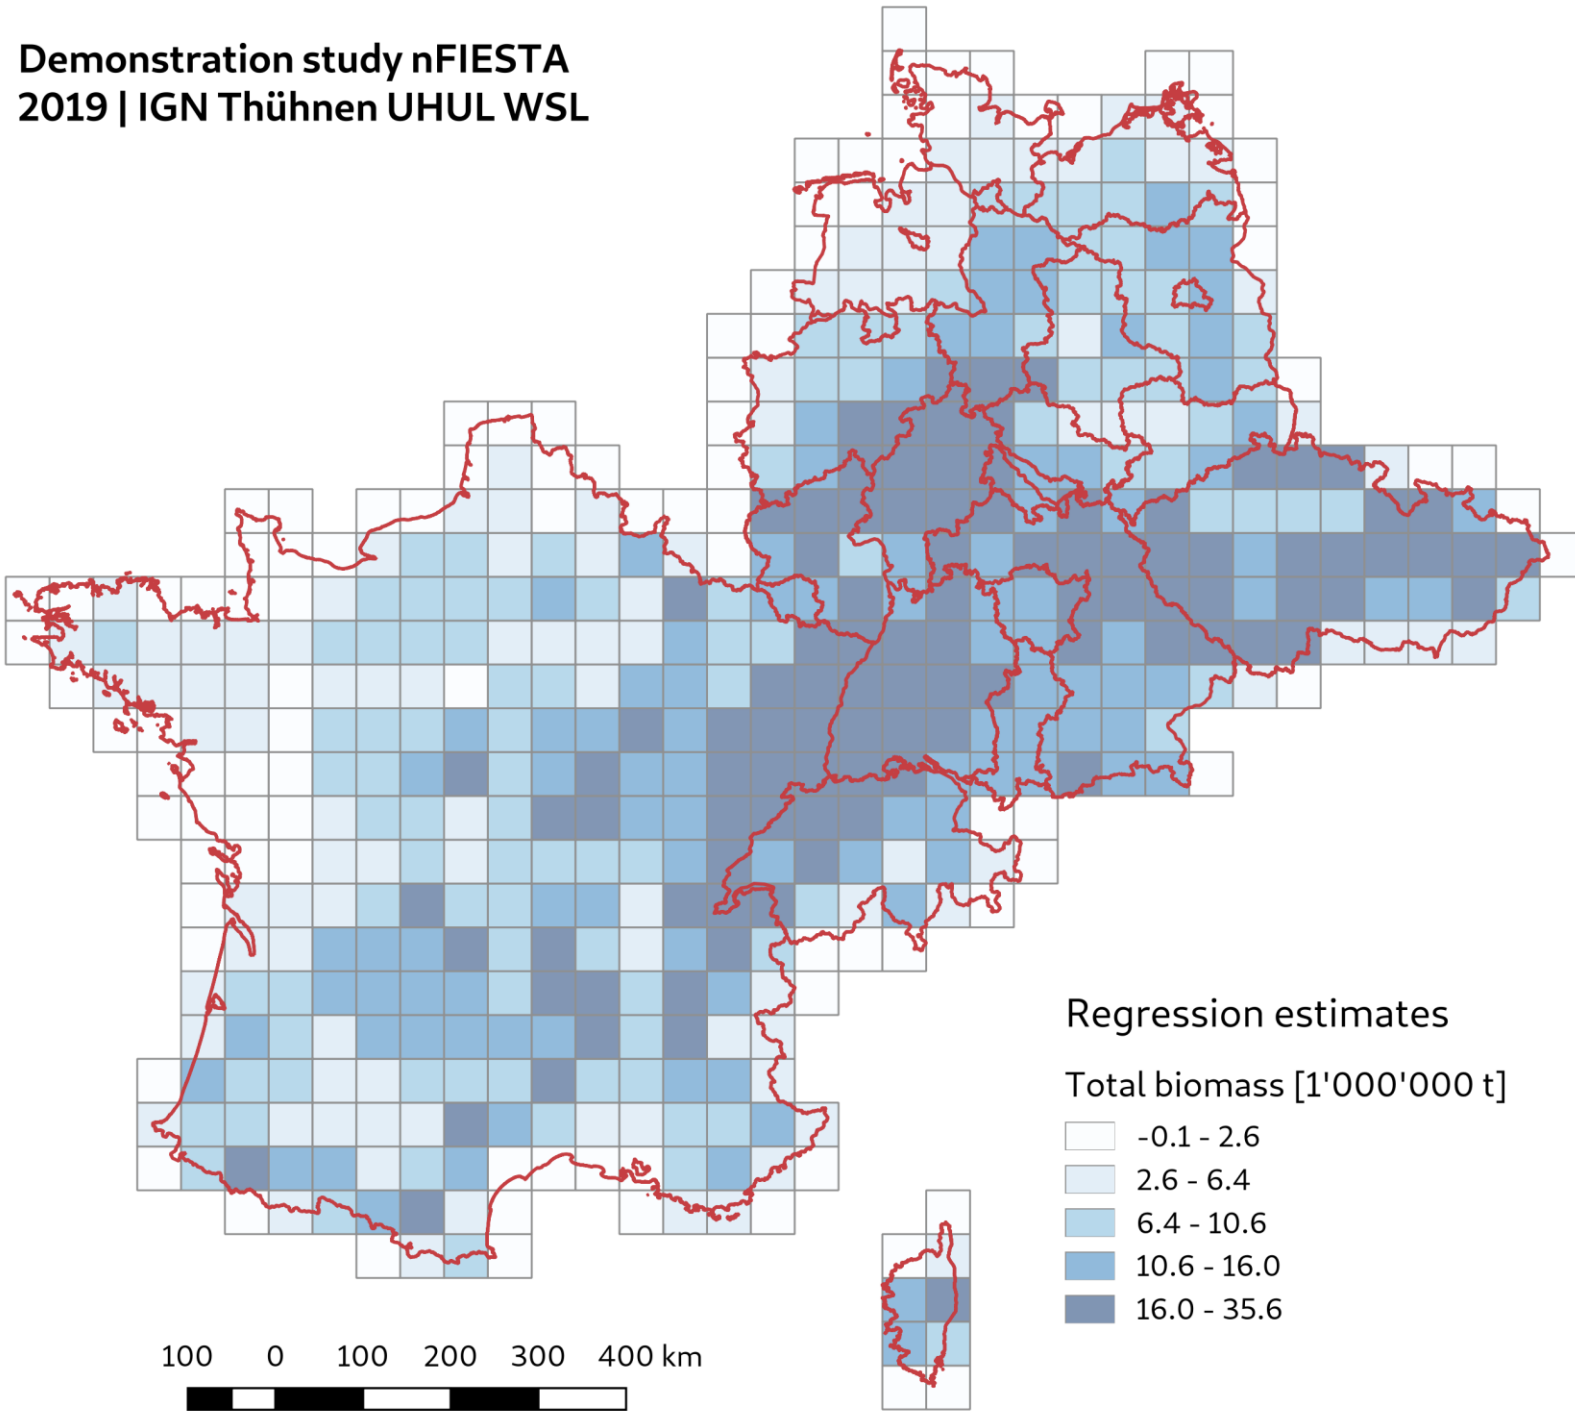 Demonstration study nFIESTA
2019 | IGN Thühnen UHUL WSL
Regression estimates
Total biomass [1'000'000 t]
-0.1 - 2.6
2.6 - 6.4
6.4 - 10.6
10.6 - 16.0
16.0 - 35.6
100 0 100 200 300 400 km